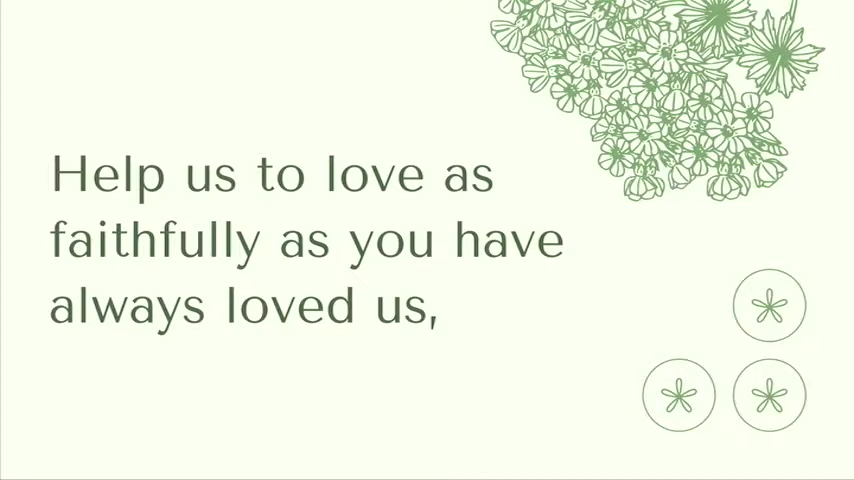 Help us to love as
faithfully as you have
always loved us,